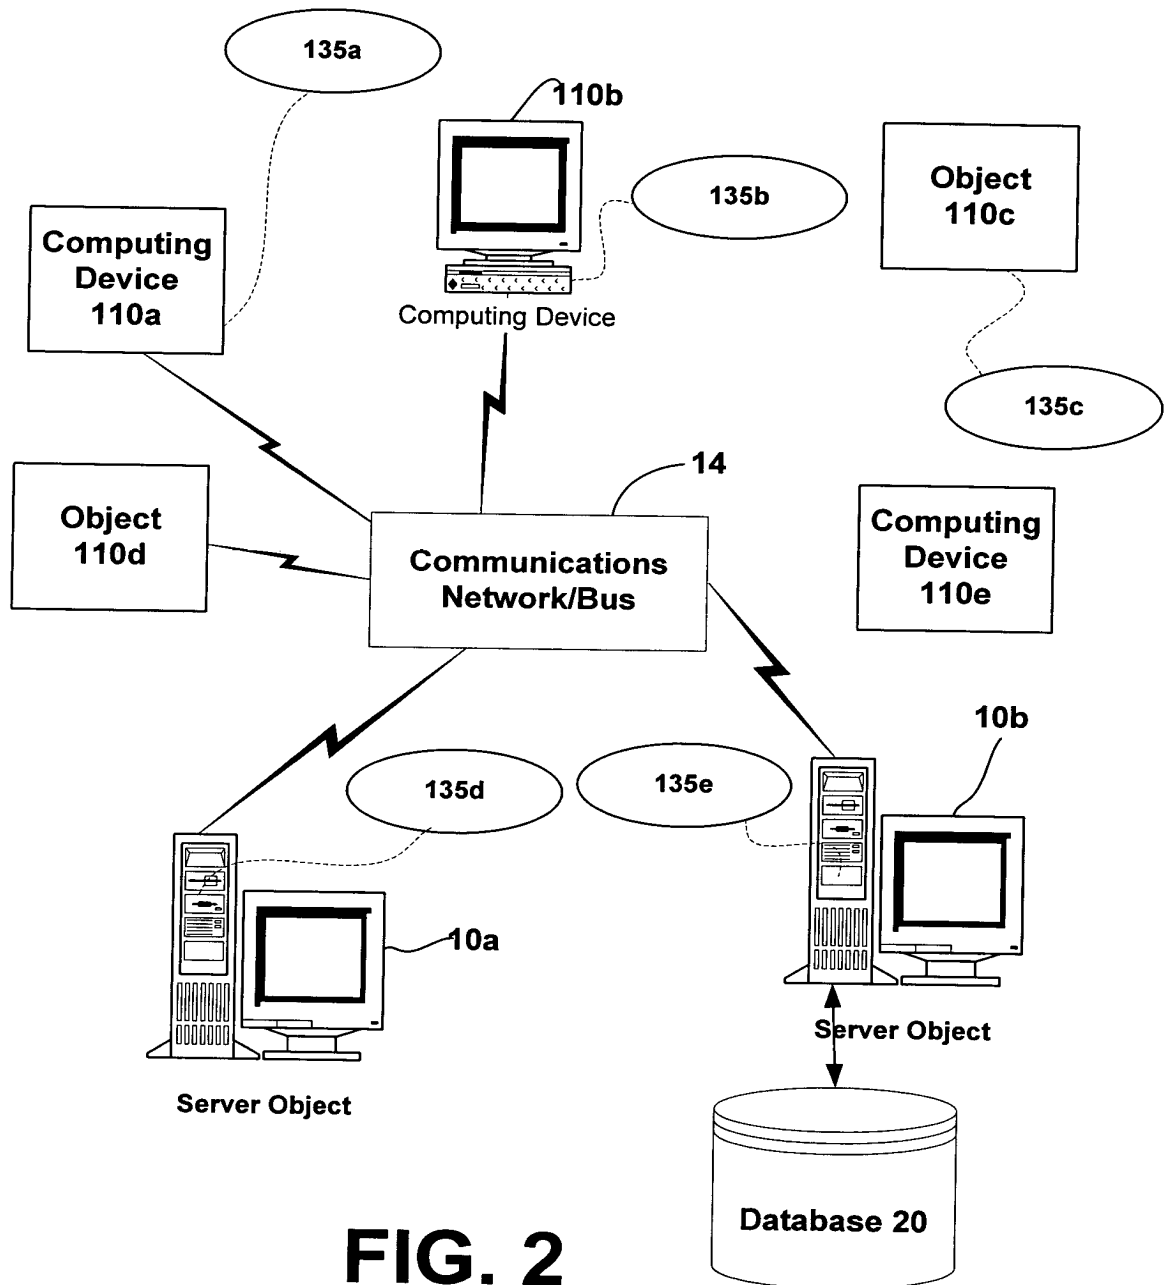 135a
110b
135b
Object
110c
Computing
Device
110a
Computing Device
135c
14
Object
110d
Communications
Network/Bus
Computing
Device
110e
10b
135d
135e
10a
Server Object
Server Object
Database 20
FIG. 2